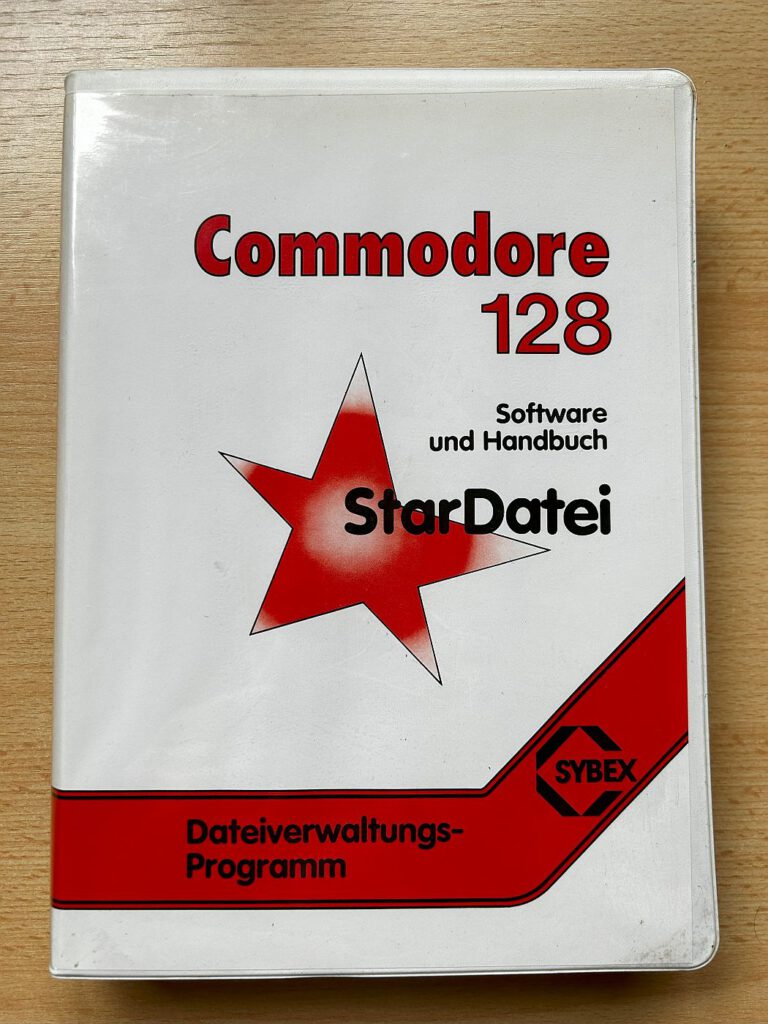 Commodore
128
Software
und Handbuch
StarDatei
SYBEX
Dateiverwaltungs-
Programm